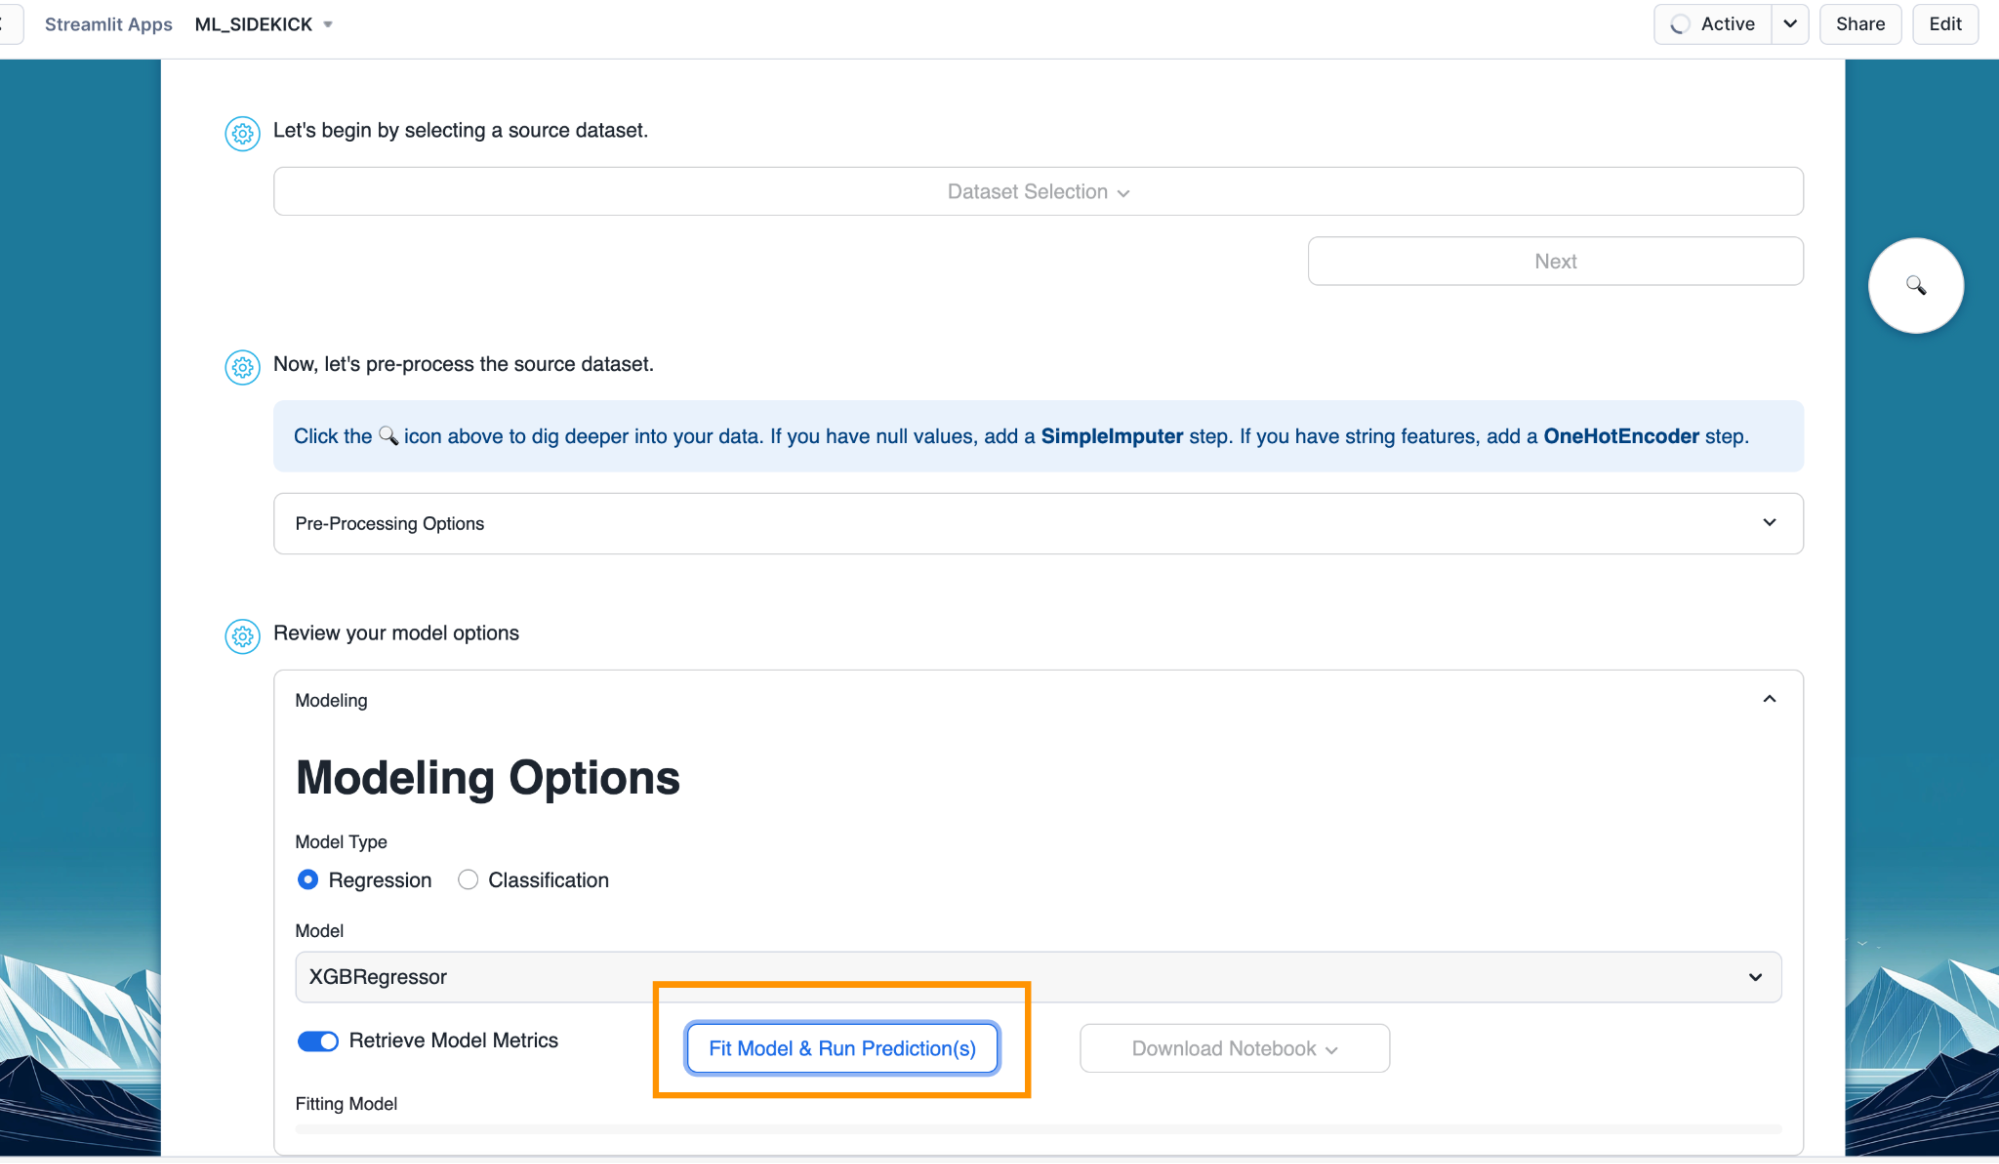 Streamlit Apps ML_SIDEKICK Active Share Edit
Let's begin by selecting a source dataset.
Dataset Selection
Next
Now, let's pre-process the source dataset.
Click the 🔍 icon above to dig deeper into your data. If you have null values, add a SimpleImputer step. If you have string features, add a OneHotEncoder step.
Pre-Processing Options
Review your model options
Modeling
Modeling Options
Model Type
Regression Classification
Model
XGBRegressor
Retrieve Model Metrics Fit Model & Run Prediction(s) Download Notebook
Fitting Model